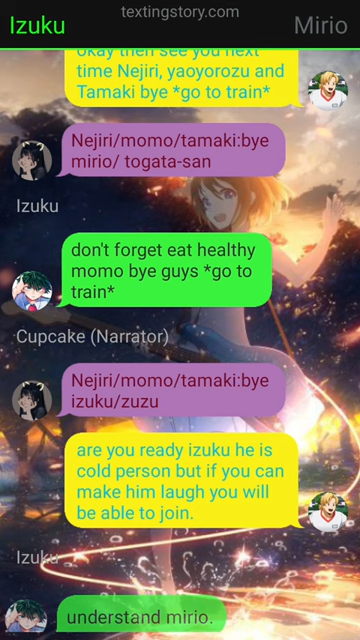 textingstory.com
Izuku
Mirio
okay then see you next
time Nejiri, yaoyorozu and
Tamaki bye *go to train*
Nejiri/momo/tamaki:bye
mirio/ togata-san
Izuku
don't forget eat healthy
momo bye guys *go to
train*
Cupcake (Narrator)
Nejiri/momo/tamaki:bye
izuku/zuzu
are you ready izuku he is
cold person but if you can
make him laugh you will
be able to join.
Izuku
understand mirio.